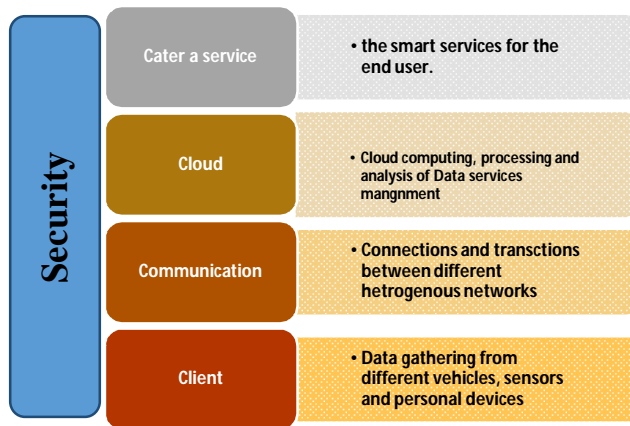 Security
Cater a service
• the smart services for the
end user.
Cloud
• Cloud computing, processing and
analysis of Data services
mangnment
Communication
• Connections and transctions
between different
hetrogenous networks
Client
• Data gathering from
different vehicles, sensors
and personal devices